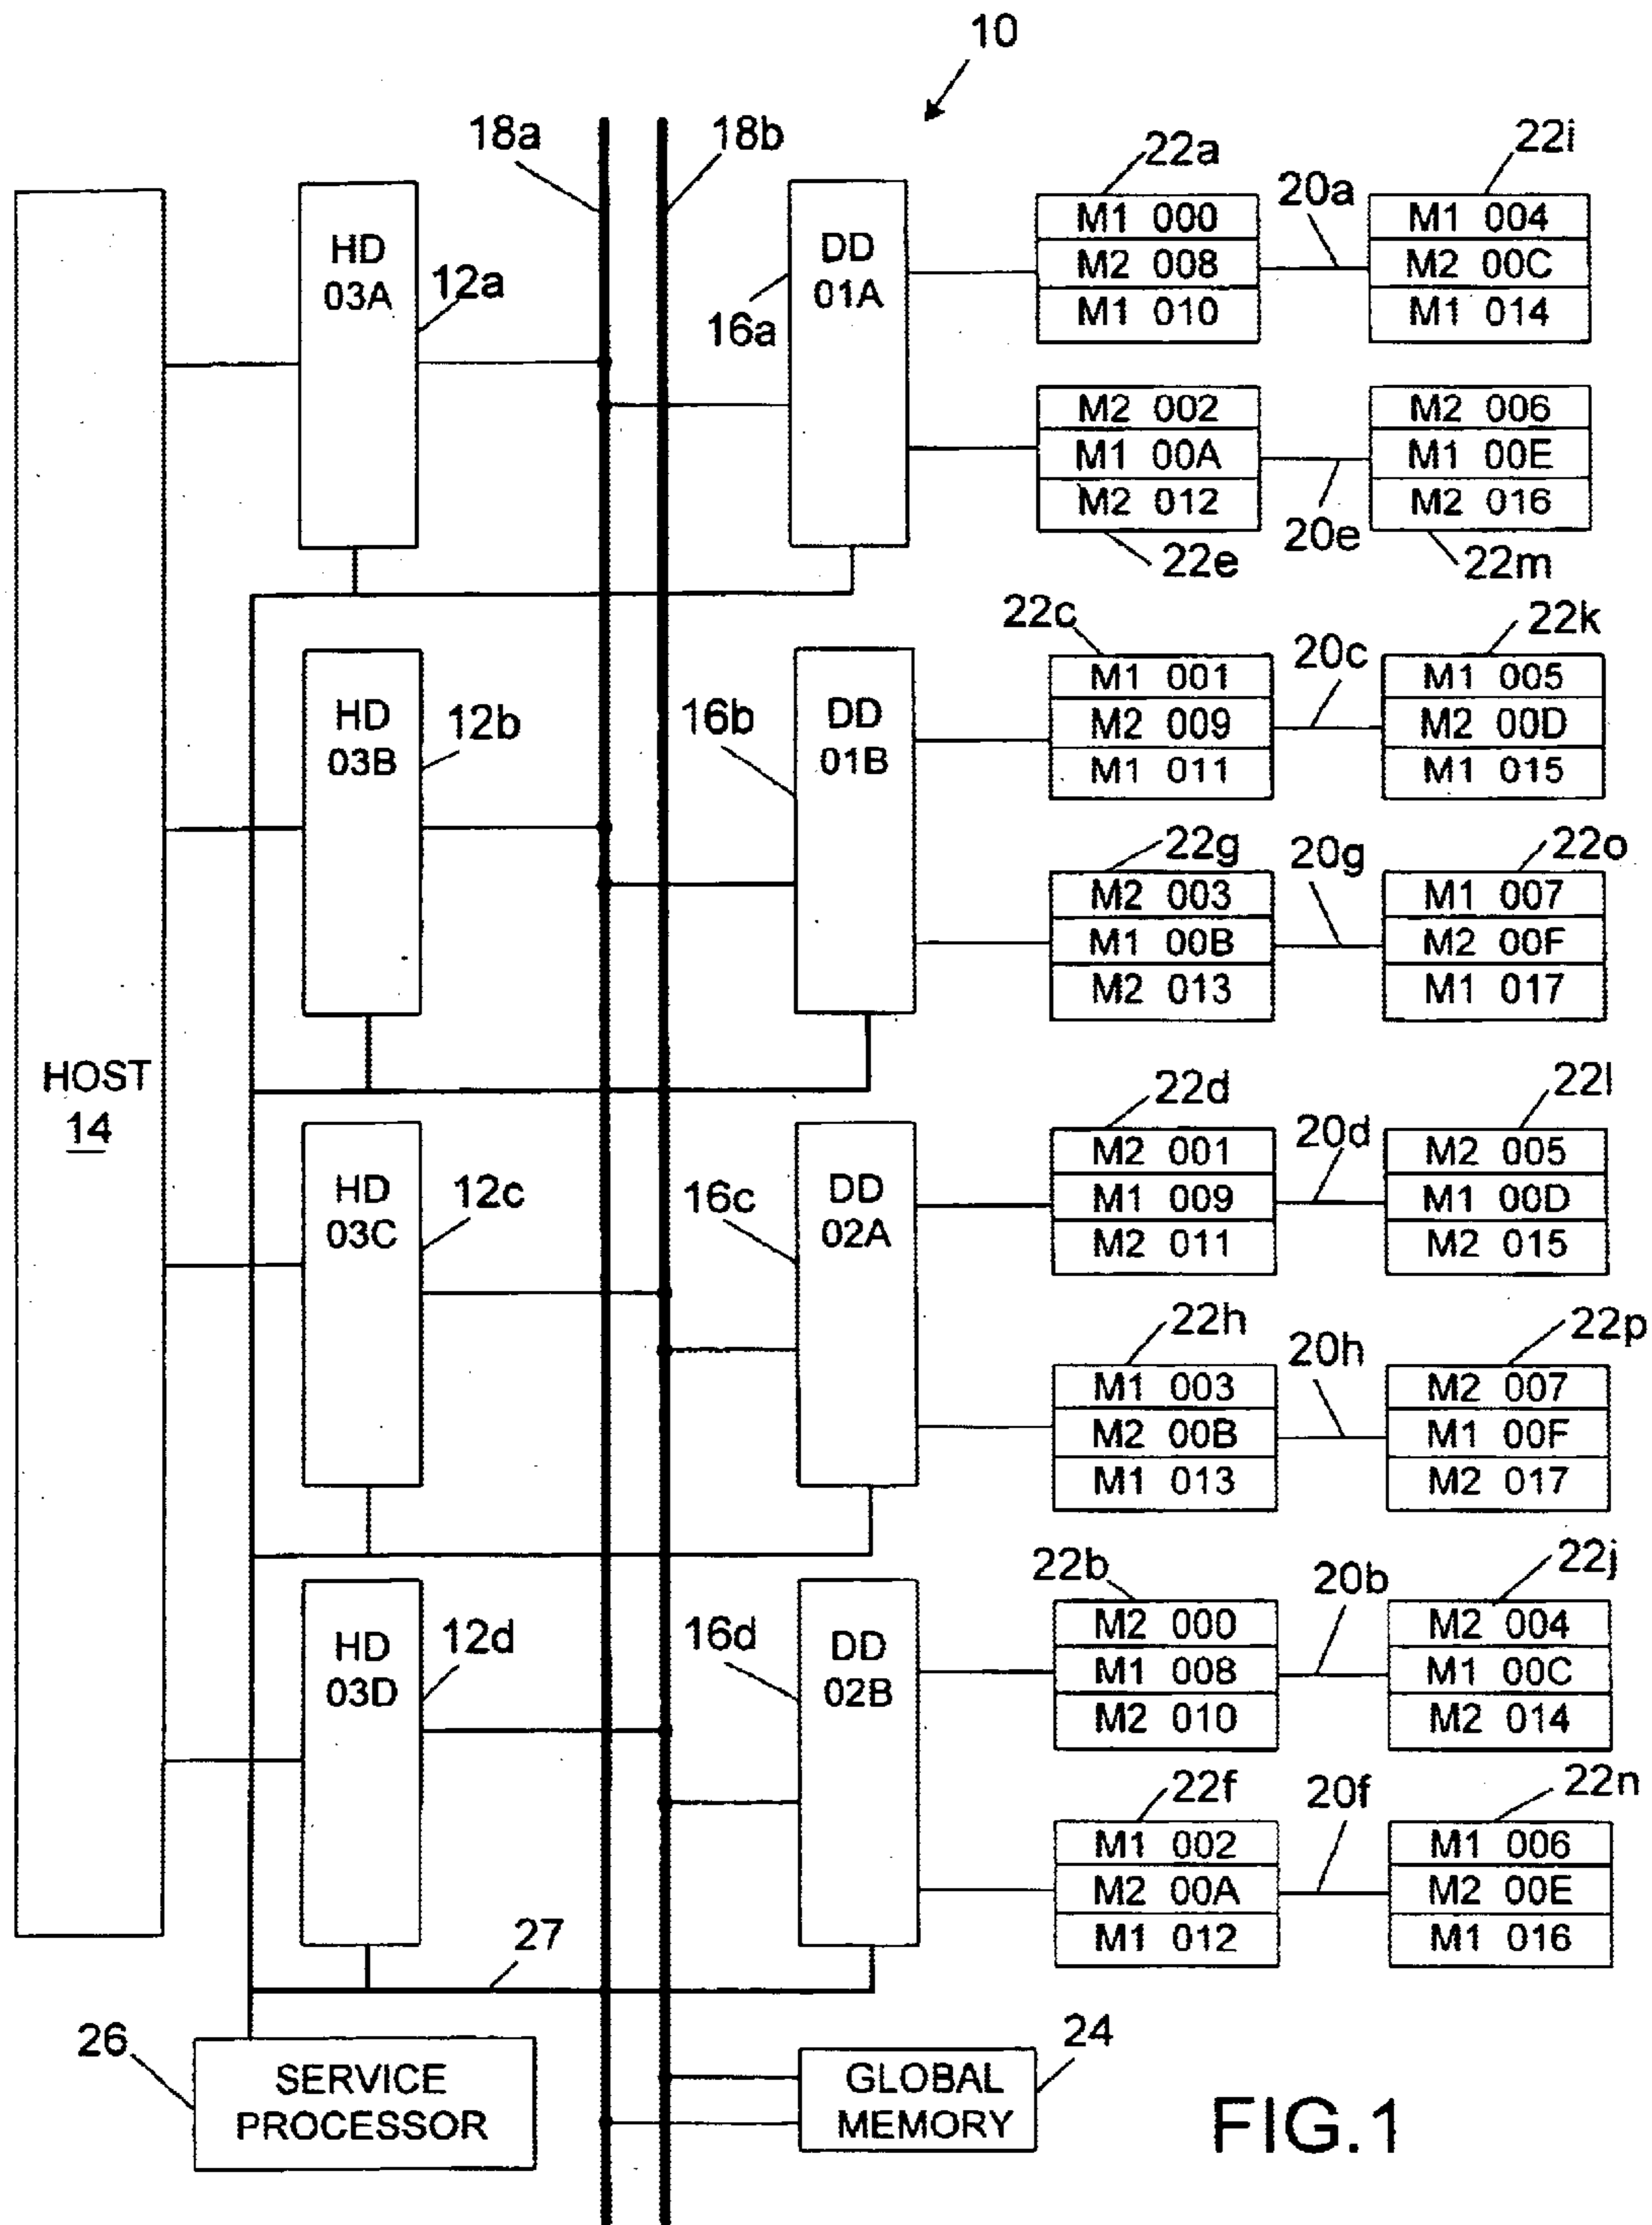 10
18a
18b
22a
22i
20a
HD
03A
12a
DD
01A
16a
M1 000
M2 008
M1 010
M1 004
M2 00C
M1 014
M2 002
M1 00A
M2 012
M2 006
M1 00E
M2 016
20e
22e
22m
22c
22k
20c
HD
03B
12b
16b
DD
01B
M1 001
M2 009
M1 011
M1 005
M2 00D
M1 015
22g
20g
22o
M2 003
M1 00B
M2 013
M1 007
M2 00F
M1 017
HOST
14
22d
20d
22l
HD
03C
12c
16c
DD
02A
M2 001
M1 009
M2 011
M2 005
M1 00D
M2 015
22h
20h
22p
M1 003
M2 00B
M1 013
M2 007
M1 00F
M2 017
22b
20b
22j
HD
03D
12d
16d
DD
02B
M2 000
M1 008
M2 010
M2 004
M1 00C
M2 014
22f
20f
22n
M1 002
M2 00A
M1 012
M1 006
M2 00E
M1 016
27
26
SERVICE
PROCESSOR
GLOBAL
MEMORY
24
FIG.1